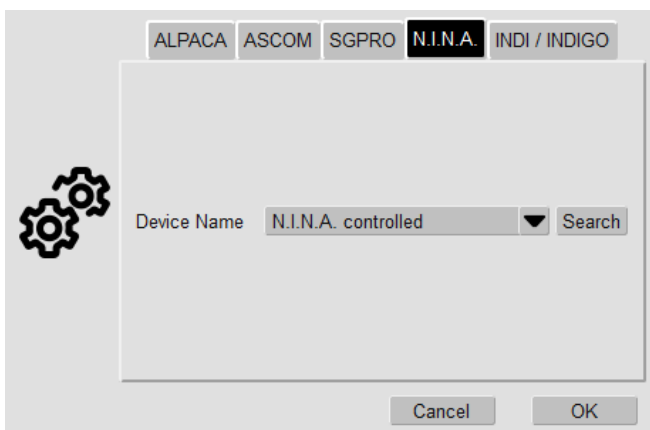 ALPACA ASCOM SGPRO N.I.N.A. INDI / INDIGO
Device Name N.I.N.A. controlled Search
Cancel OK